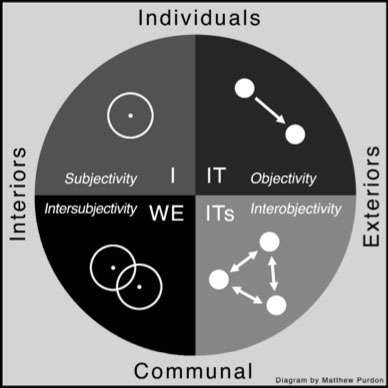 Individuals
Interiors
Exteriors
Subjectivity I
IT Objectivity
Intersubjectivity WE
ITs Interobjectivity
Communal
Diagram by Matthew Purdon